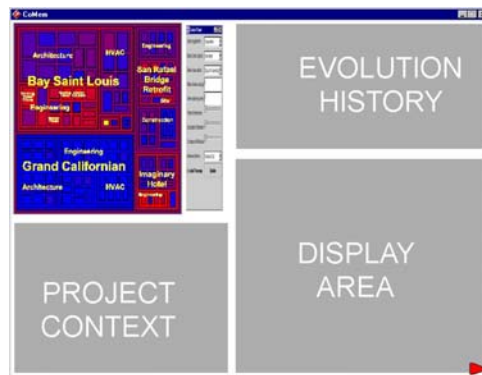 CoMem
Architecture
HVAC
Bay Saint Louis
Engineering
Engineering
San Rafael
Bridge
Retrofit
Construction
Engineering
Grand Californian
Architecture
HVAC
Imaginary
Hotel
Engineering
EVOLUTION
HISTORY
PROJECT
CONTEXT
DISPLAY
AREA